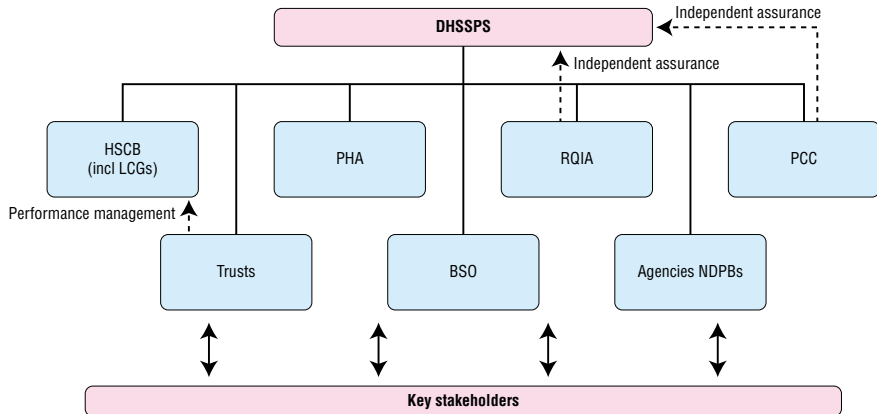 Independent assurance
DHSSPS
Independent assurance
HSCB
(incl LCGs)
PHA
RQIA
PCC
Performance management
Trusts
BSO
Agencies NDPBs
Key stakeholders